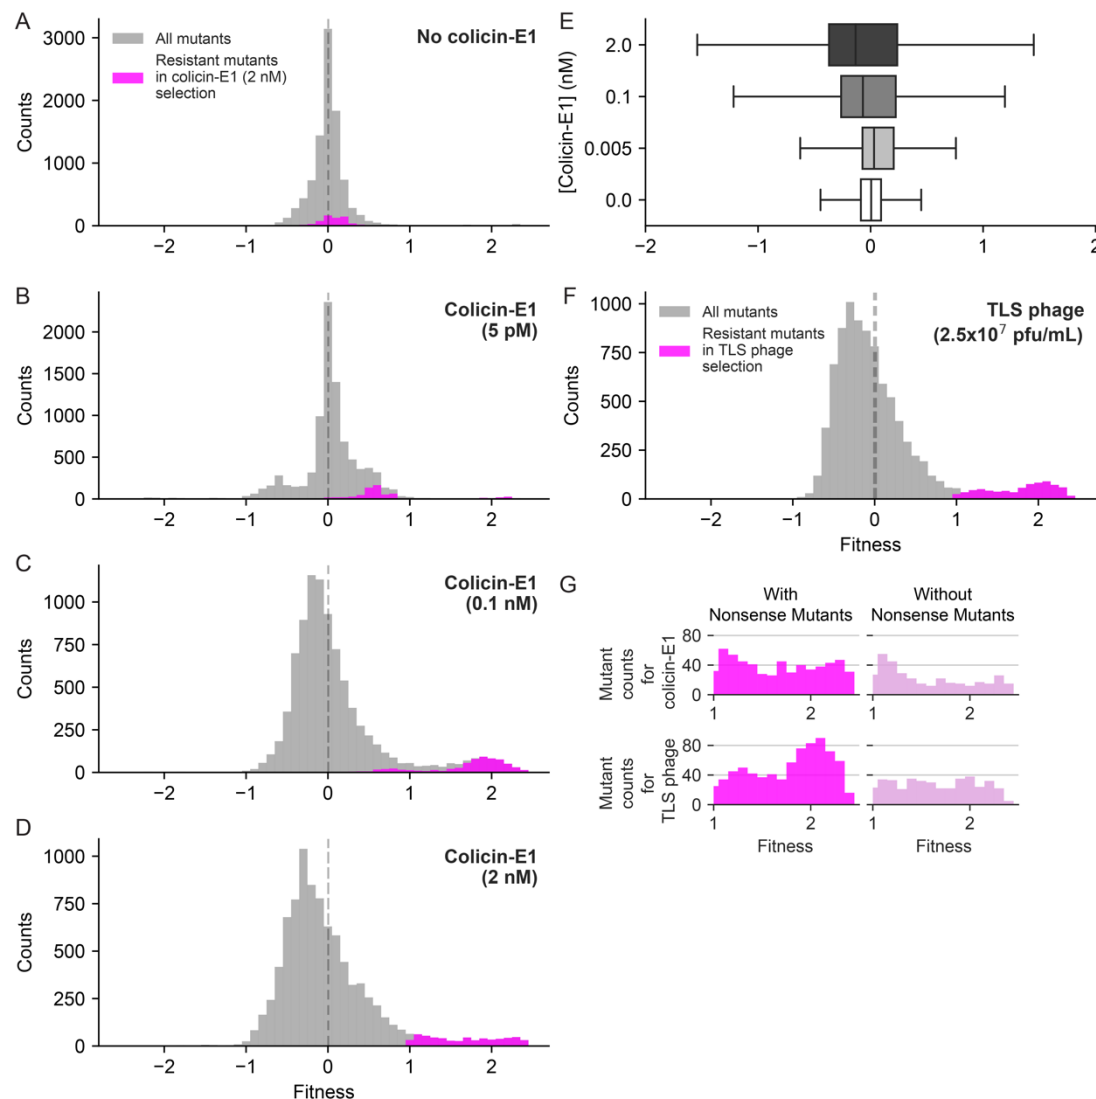 A
No colicin-E1
All mutants
Resistant mutants
in colicin-E1 (2 nM)
selection
Counts
3000
2000
1000
0
−2
−1
0
1
2
B
Colicin-E1
(5 pM)
Counts
2000
1500
1000
500
0
−2
−1
0
1
2
C
Colicin-E1
(0.1 nM)
Counts
1000
750
500
250
0
−2
−1
0
1
2
D
Colicin-E1
(2 nM)
Counts
1000
750
500
250
0
−2
−1
0
1
2
Fitness
E
[Colicin-E1] (nM)
2.0
0.1
0.005
0.0
−2
−1
0
1
2
F
TLS phage
(2.5x10⁷ pfu/mL)
All mutants
Resistant mutants
in TLS phage
selection
Counts
1000
750
500
250
0
−2
−1
0
1
2
Fitness
G
With
Nonsense Mutants
Without
Nonsense Mutants
Mutant
counts
for
colicin-E1
80
40
0
1
2
1
2
Mutant
counts
for
TLS phage
80
40
0
1
2
1
2
Fitness
Fitness